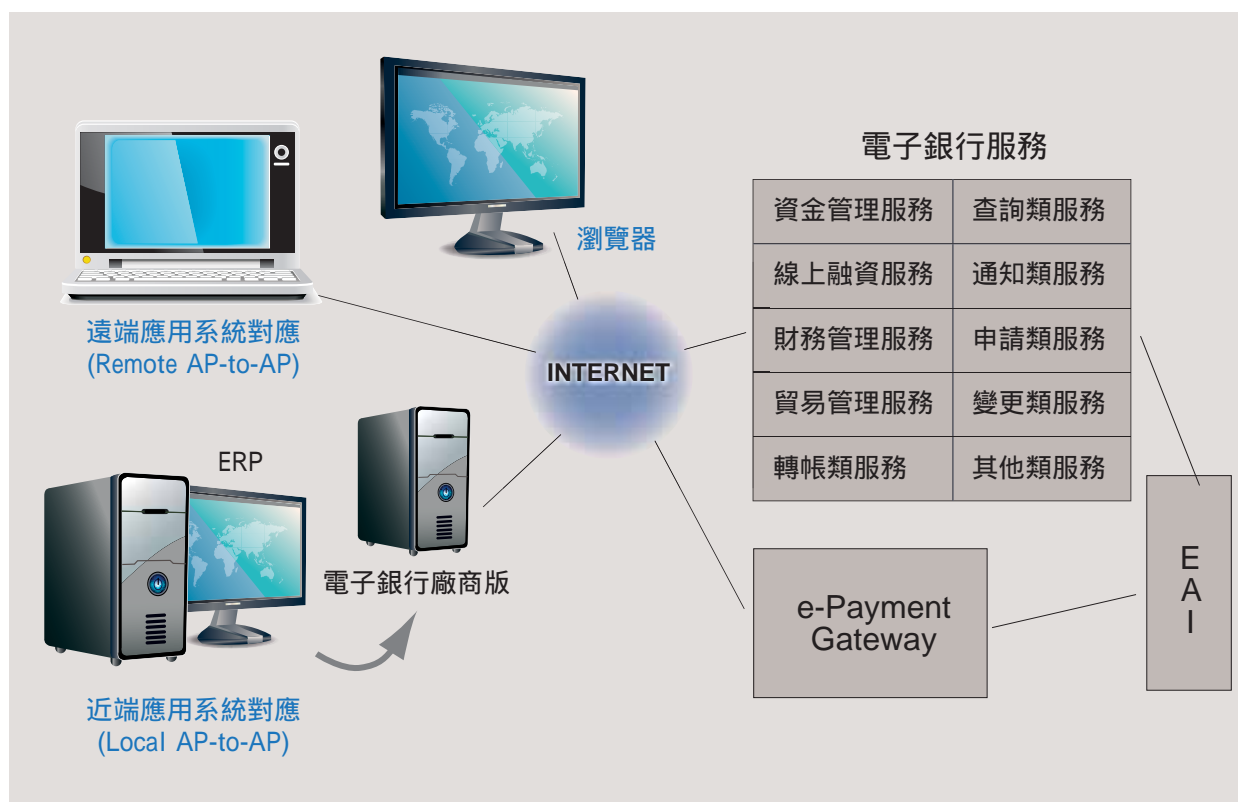 瀏覽器
遠端應用系統對應
(Remote AP-to-AP)
ERP
電子銀行廠商版
近端應用系統對應
(Local AP-to-AP)
INTERNET
電子銀行服務
資金管理服務 查詢類服務
線上融資服務 通知類服務
財務管理服務 申請類服務
貿易管理服務 變更類服務
轉帳類服務 其他類服務
e-Payment
Gateway
E
A
I